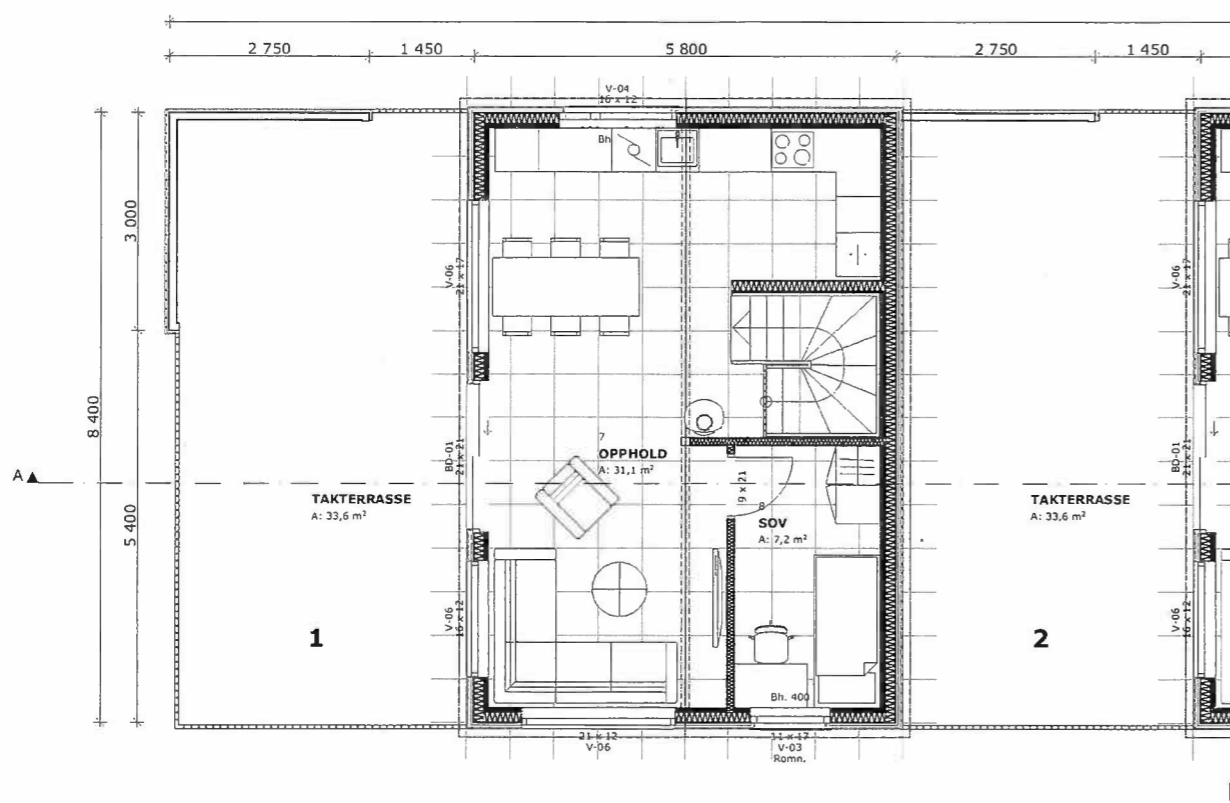 2 750
1 450
5 800
2 750
1 450
V-04
16 x 12
Bh
3 000
V-06
21 x 17
V-06
21 x 17
8 400
7
OPPHOLD
A: 31,1 m²
BD-01
21 x 21
BD-01
21 x 21
9 x 21
A
TAKTERRASSE
A: 33,6 m²
8
SOV
A: 7,2 m²
TAKTERRASSE
A: 33,6 m²
5 400
V-06
16 x 12
V-06
16 x 12
1
2
Bh. 400
21 x 12
V-06
11 x 17
V-03
Romn.